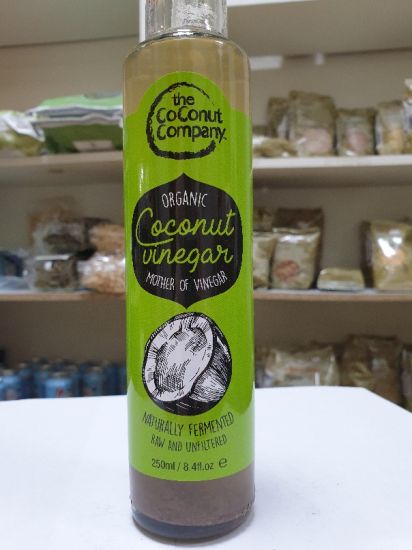 the
CoConut
Company
ORGANIC
Coconut
vinegar
MOTHER OF VINEGAR
NATURALLY FERMENTED
RAW AND UNFILTERED
250ml / 8.4fl.oz ℮